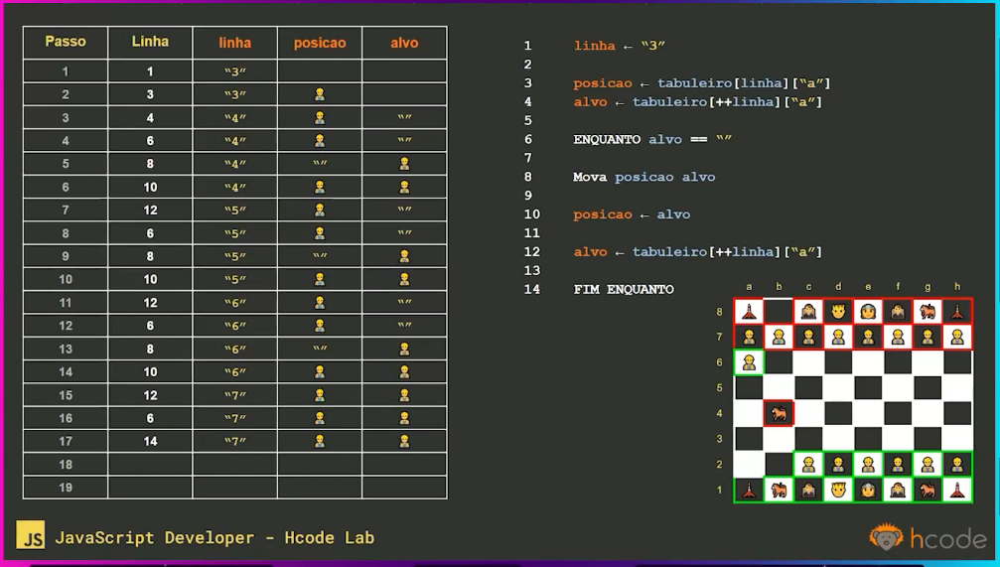 Passo Linha linha posicao alvo
1 1 “3”
2 3 “3”
3 4 “4” “”
4 6 “4” “”
5 8 “4” “”
6 10 “4”
7 12 “5” “”
8 6 “5” “”
9 8 “5” “”
10 10 “5”
11 12 “6” “”
12 6 “6” “”
13 8 “6” “”
14 10 “6”
15 12 “7”
16 6 “7”
17 14 “7”
18
19
1 linha ← “3”
2
3 posicao ← tabuleiro[linha][“a”]
4 alvo ← tabuleiro[++linha][“a”]
5
6 ENQUANTO alvo == “”
7
8 Mova posicao alvo
9
10 posicao ← alvo
11
12 alvo ← tabuleiro[++linha][“a”]
13
14 FIM ENQUANTO
a b c d e f g h
8
7
6
5
4
3
2
1
JS JavaScript Developer - Hcode Lab
hcode